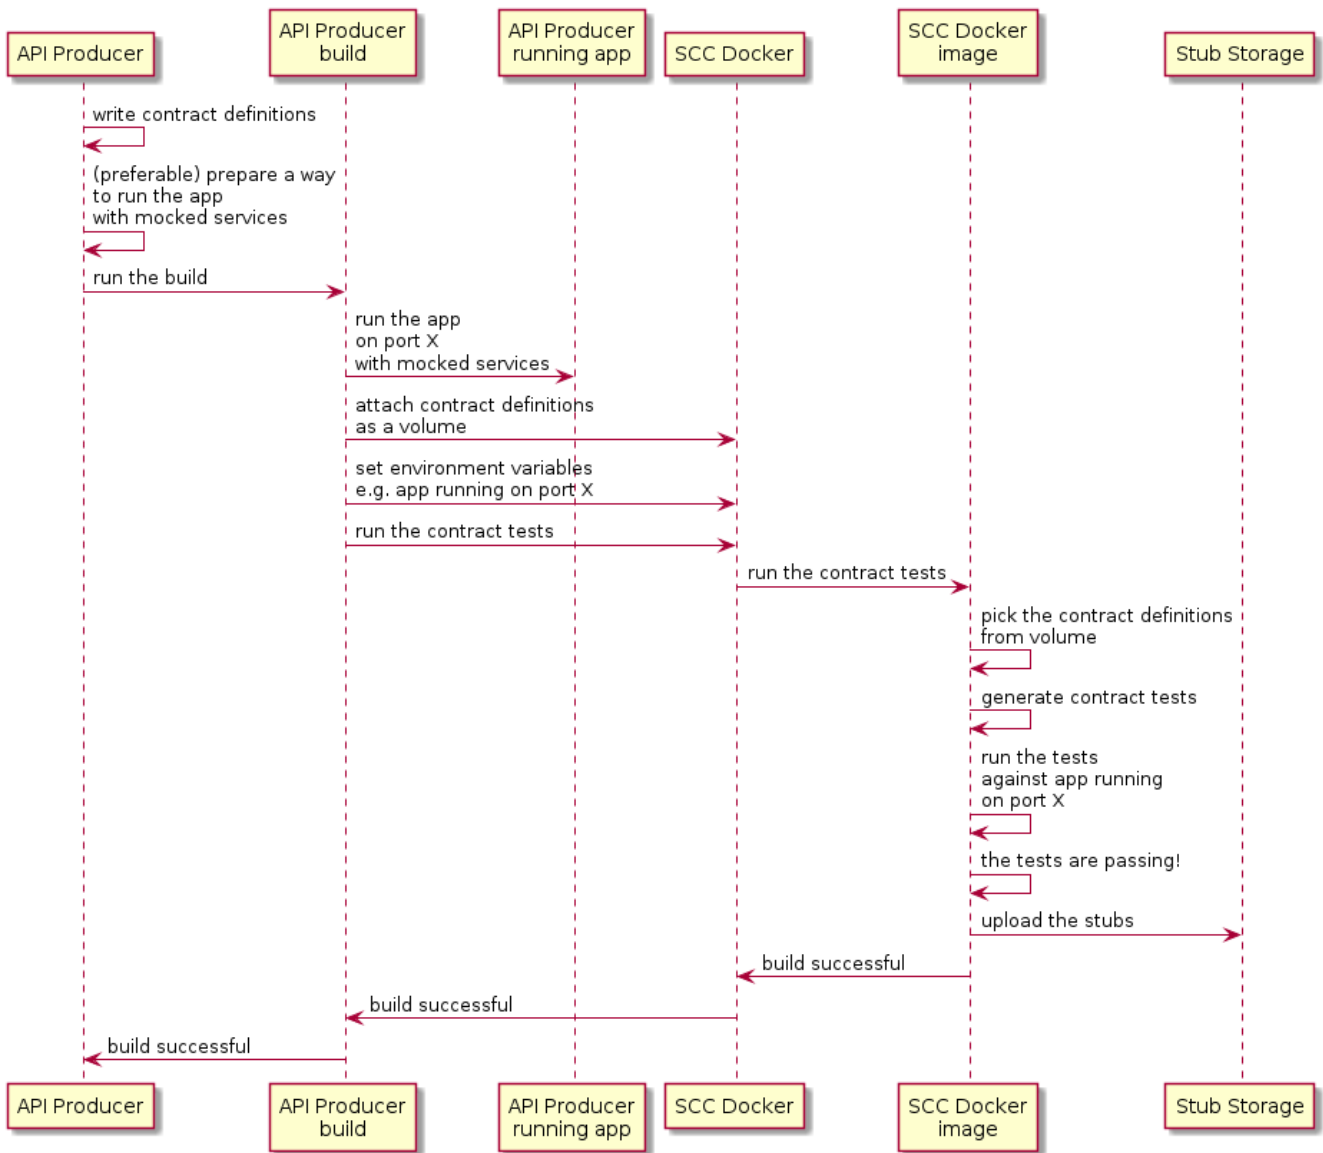 API Producer
API Producer
build
API Producer
running app
SCC Docker
SCC Docker
image
Stub Storage
write contract definitions
(preferable) prepare a way
to run the app
with mocked services
run the build
run the app
on port X
with mocked services
attach contract definitions
as a volume
set environment variables
e.g. app running on port X
run the contract tests
run the contract tests
pick the contract definitions
from volume
generate contract tests
run the tests
against app running
on port X
the tests are passing!
upload the stubs
build successful
build successful
build successful
API Producer
API Producer
build
API Producer
running app
SCC Docker
SCC Docker
image
Stub Storage